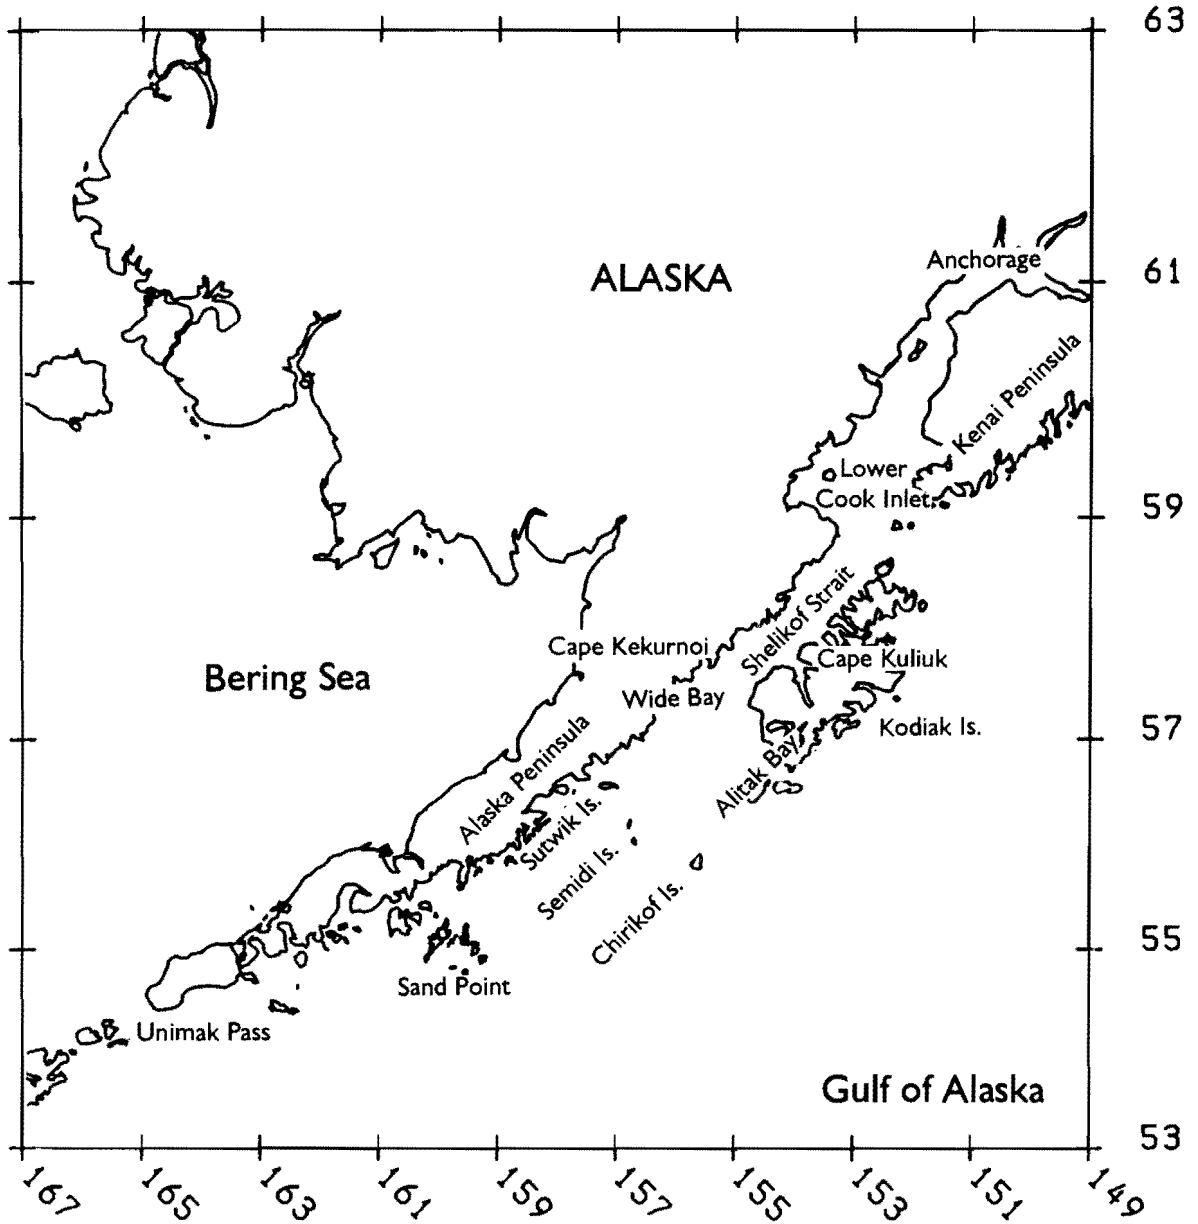 63
Anchorage
ALASKA
61
Kenai Peninsula
Lower
Cook Inlet
59
Shelikof Strait
Cape Kekurnoi
Cape Kuliuk
Bering Sea
Wide Bay
Kodiak Is.
57
Alaska Peninsula
Alitak Bay
Sutwik Is.
Semidi Is.
Chirikof Is.
55
Sand Point
Unimak Pass
Gulf of Alaska
53
167 165 163 161 159 157 155 153 151 149